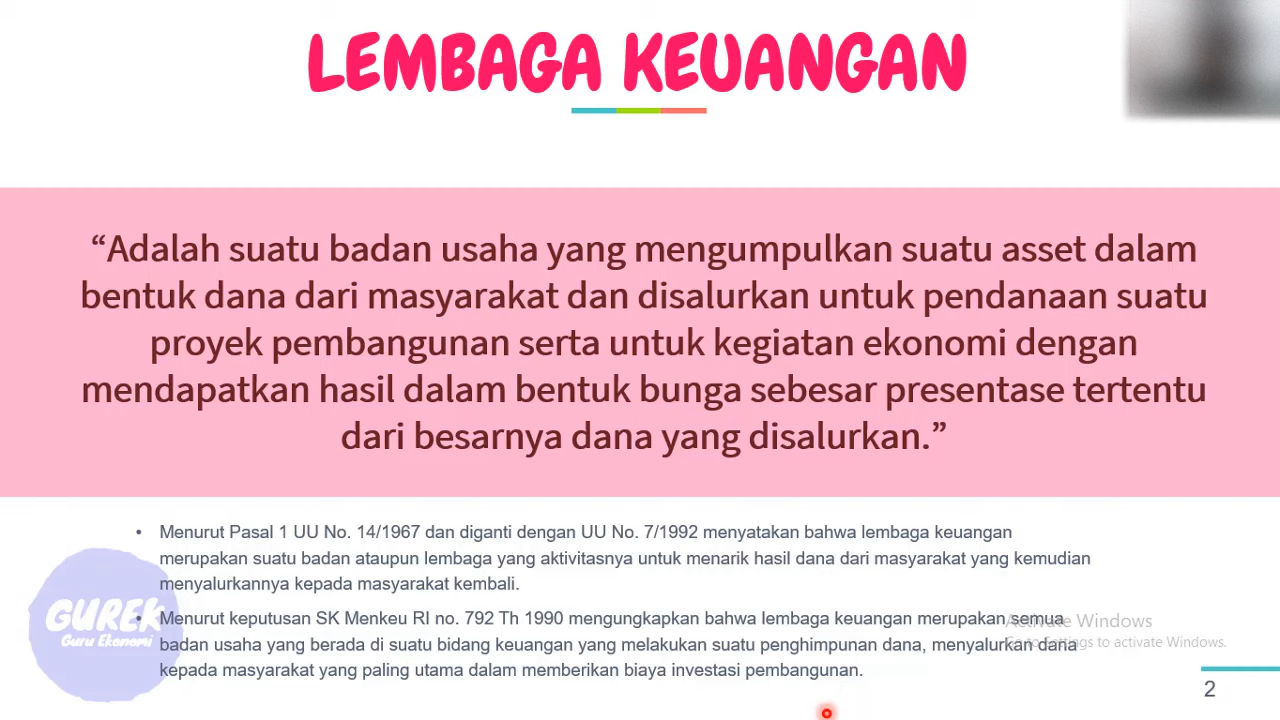 LEMBAGA KEUANGAN
“Adalah suatu badan usaha yang mengumpulkan suatu asset dalam
bentuk dana dari masyarakat dan disalurkan untuk pendanaan suatu
proyek pembangunan serta untuk kegiatan ekonomi dengan
mendapatkan hasil dalam bentuk bunga sebesar presentase tertentu
dari besarnya dana yang disalurkan.”
• Menurut Pasal 1 UU No. 14/1967 dan diganti dengan UU No. 7/1992 menyatakan bahwa lembaga keuangan
merupakan suatu badan ataupun lembaga yang aktivitasnya untuk menarik hasil dana dari masyarakat yang kemudian
menyalurkannya kepada masyarakat kembali.
• Menurut keputusan SK Menkeu RI no. 792 Th 1990 mengungkapkan bahwa lembaga keuangan merupakan semua
badan usaha yang berada di suatu bidang keuangan yang melakukan suatu penghimpunan dana, menyalurkan dana
kepada masyarakat yang paling utama dalam memberikan biaya investasi pembangunan.
GUREK
Guru Ekonomi
Activate Windows
Go to Settings to activate Windows.
2